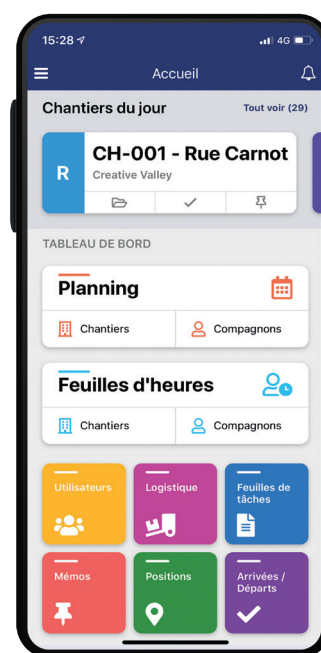 15:28
4G
Accueil
Chantiers du jour
Tout voir (29)
R
CH-001 - Rue Carnot
Creative Valley
TABLEAU DE BORD
Planning
Chantiers
Compagnons
Feuilles d'heures
Chantiers
Compagnons
Utilisateurs
Logistique
Feuilles de
tâches
Mémos
Positions
Arrivées /
Départs